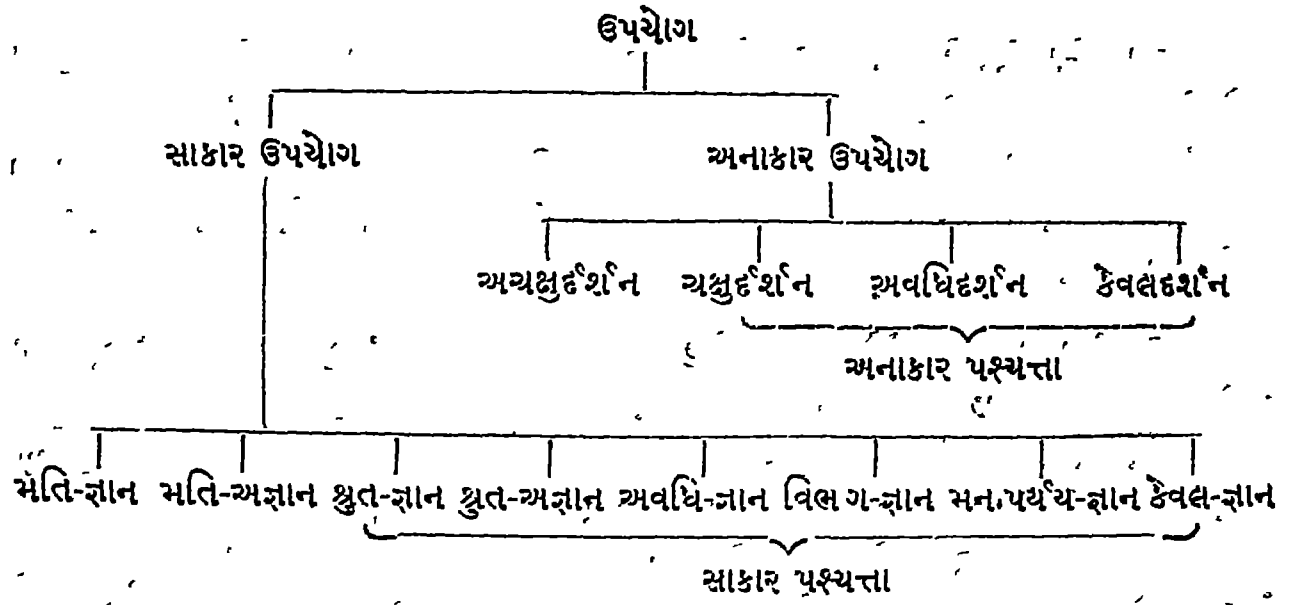 ઉપયોગ
સાકાર ઉપયોગ અનાકાર ઉપયોગ
અચક્ષુર્દર્શન ચક્ષુર્દર્શન અવધિદર્શન કેવલદર્શન
અનાકાર પશ્યત્તા
મતિ-જ્ઞાન મતિ-અજ્ઞાન શ્રુત-જ્ઞાન શ્રુત-અજ્ઞાન અવધિ-જ્ઞાન વિભગ-જ્ઞાન મન.પર્યય-જ્ઞાન કેવલ-જ્ઞાન
સાકાર પશ્યત્તા